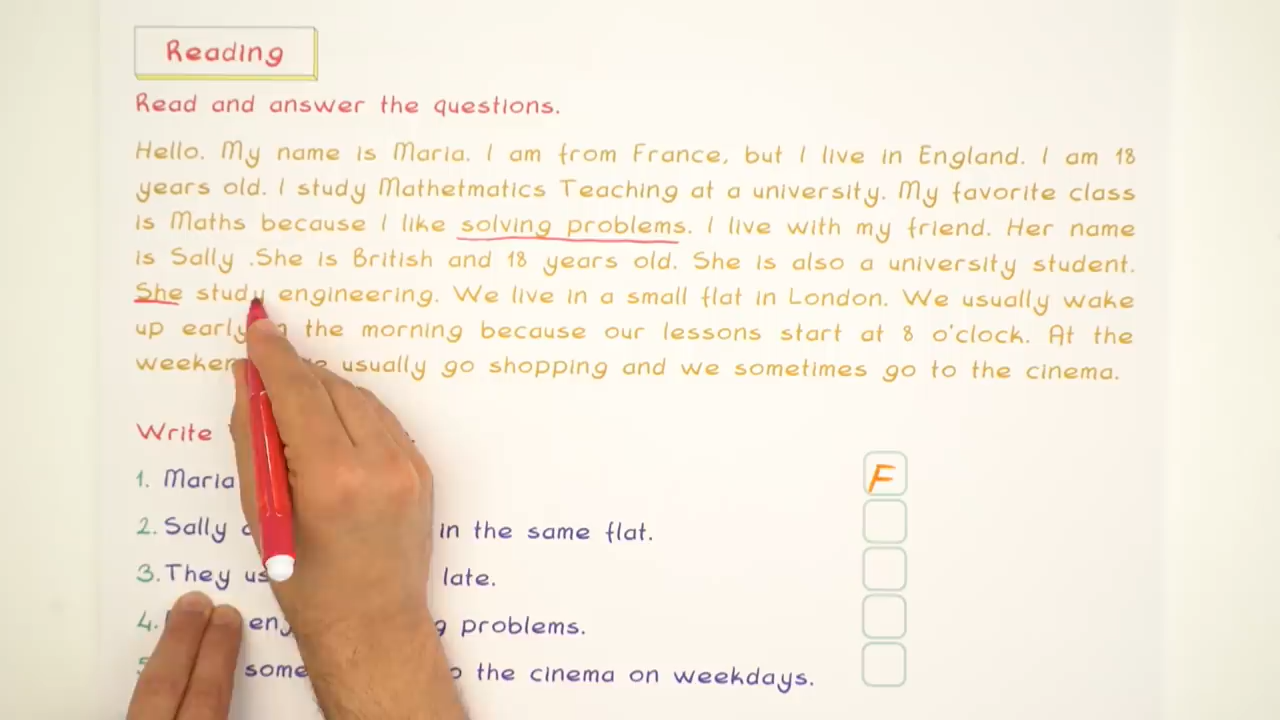 Reading
Read and answer the questions.
Hello. My name is Maria. I am from France, but I live in England. I am 18
years old. I study Mathetmatics Teaching at a university. My favorite class
is Maths because I like solving problems. I live with my friend. Her name
is Sally .She is British and 18 years old. She is also a university student.
She study engineering. We live in a small flat in London. We usually wake
up early the morning because our lessons start at 8 o'clock. At the
usually go shopping and we sometimes go to the cinema.
Write
1. Maria
F
2. Sally in the same flat.
3. They late.
4. problems.
the cinema on weekdays.